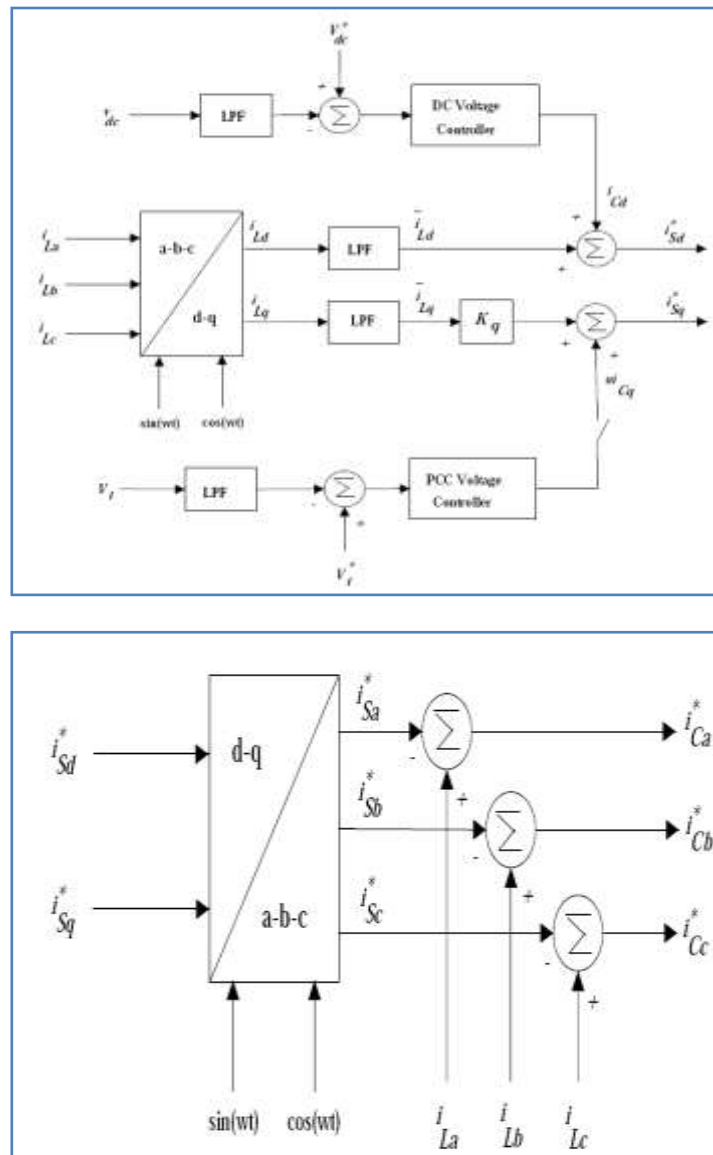 V*dc
+
vdc
LPF
-
Σ
DC Voltage
Controller
iCd
iLa
iLb
iLc
a-b-c
d-q
iLd
LPF
īLd
+
+
Σ
i*Sd
iLq
LPF
īLq
Kq
+
Σ
i*Sq
+
uiCq
sin(wt)
cos(wt)
Vt
LPF
-
Σ
+
PCC Voltage
Controller
V*t
i*Sd
i*Sq
d-q
a-b-c
i*Sa
-
Σ
+
i*Ca
i*Sb
-
Σ
+
i*Cb
i*Sc
-
Σ
+
i*Cc
sin(wt)
cos(wt)
iLa
iLb
iLc